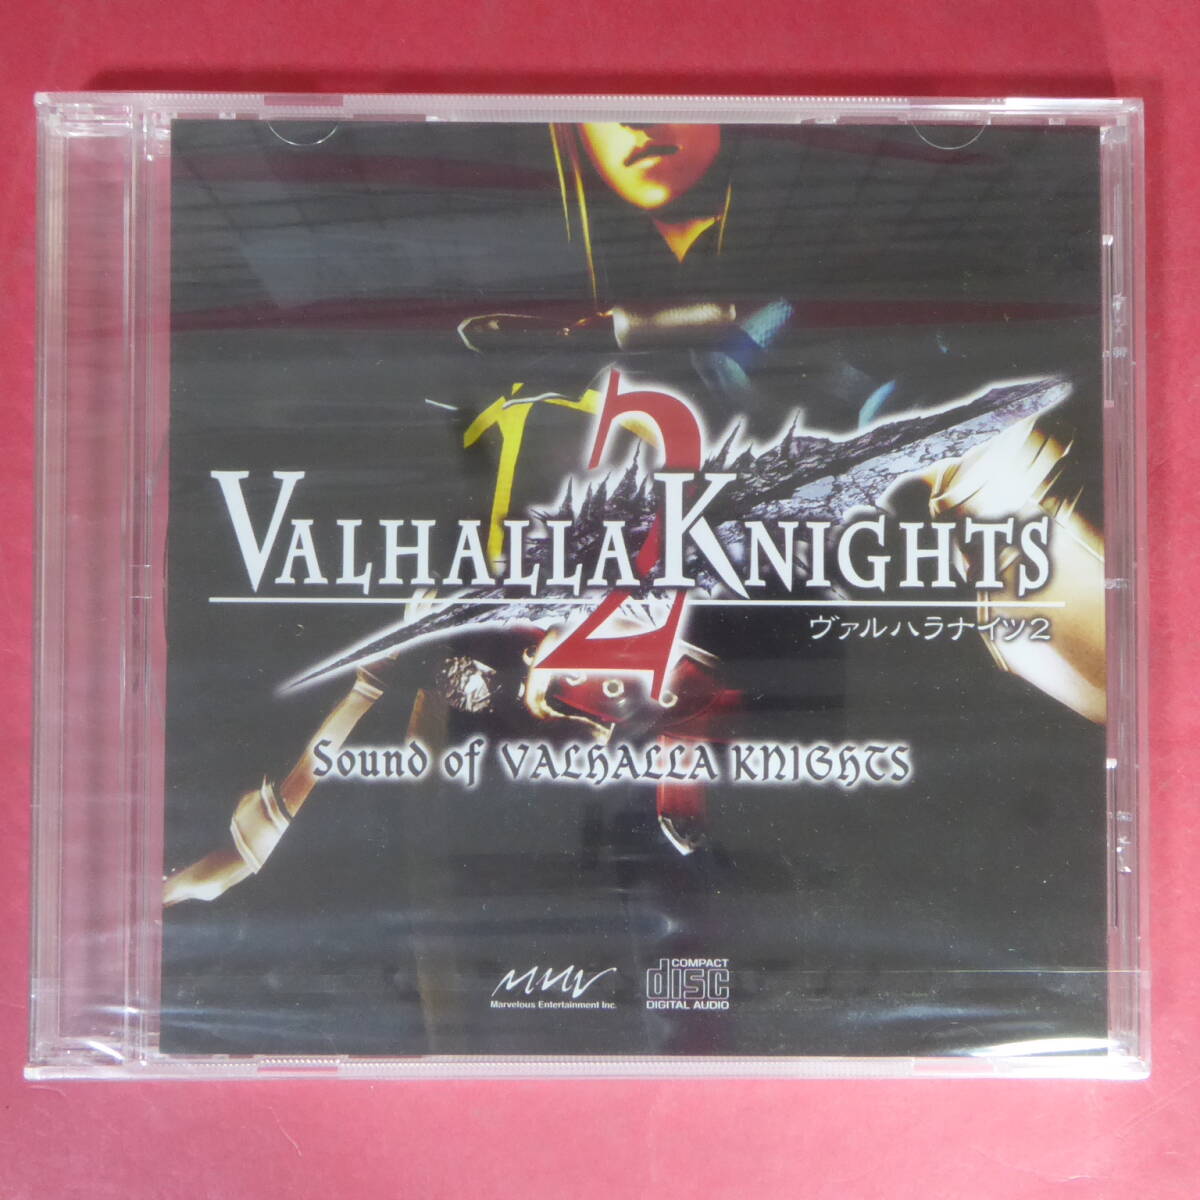 2
VALHALLA KNIGHTS
ヴァルハラナイツ2
Sound of VALHALLA KNIGHTS
MMV
Marvelous Entertainment Inc.
COMPACT
disc
DIGITAL AUDIO